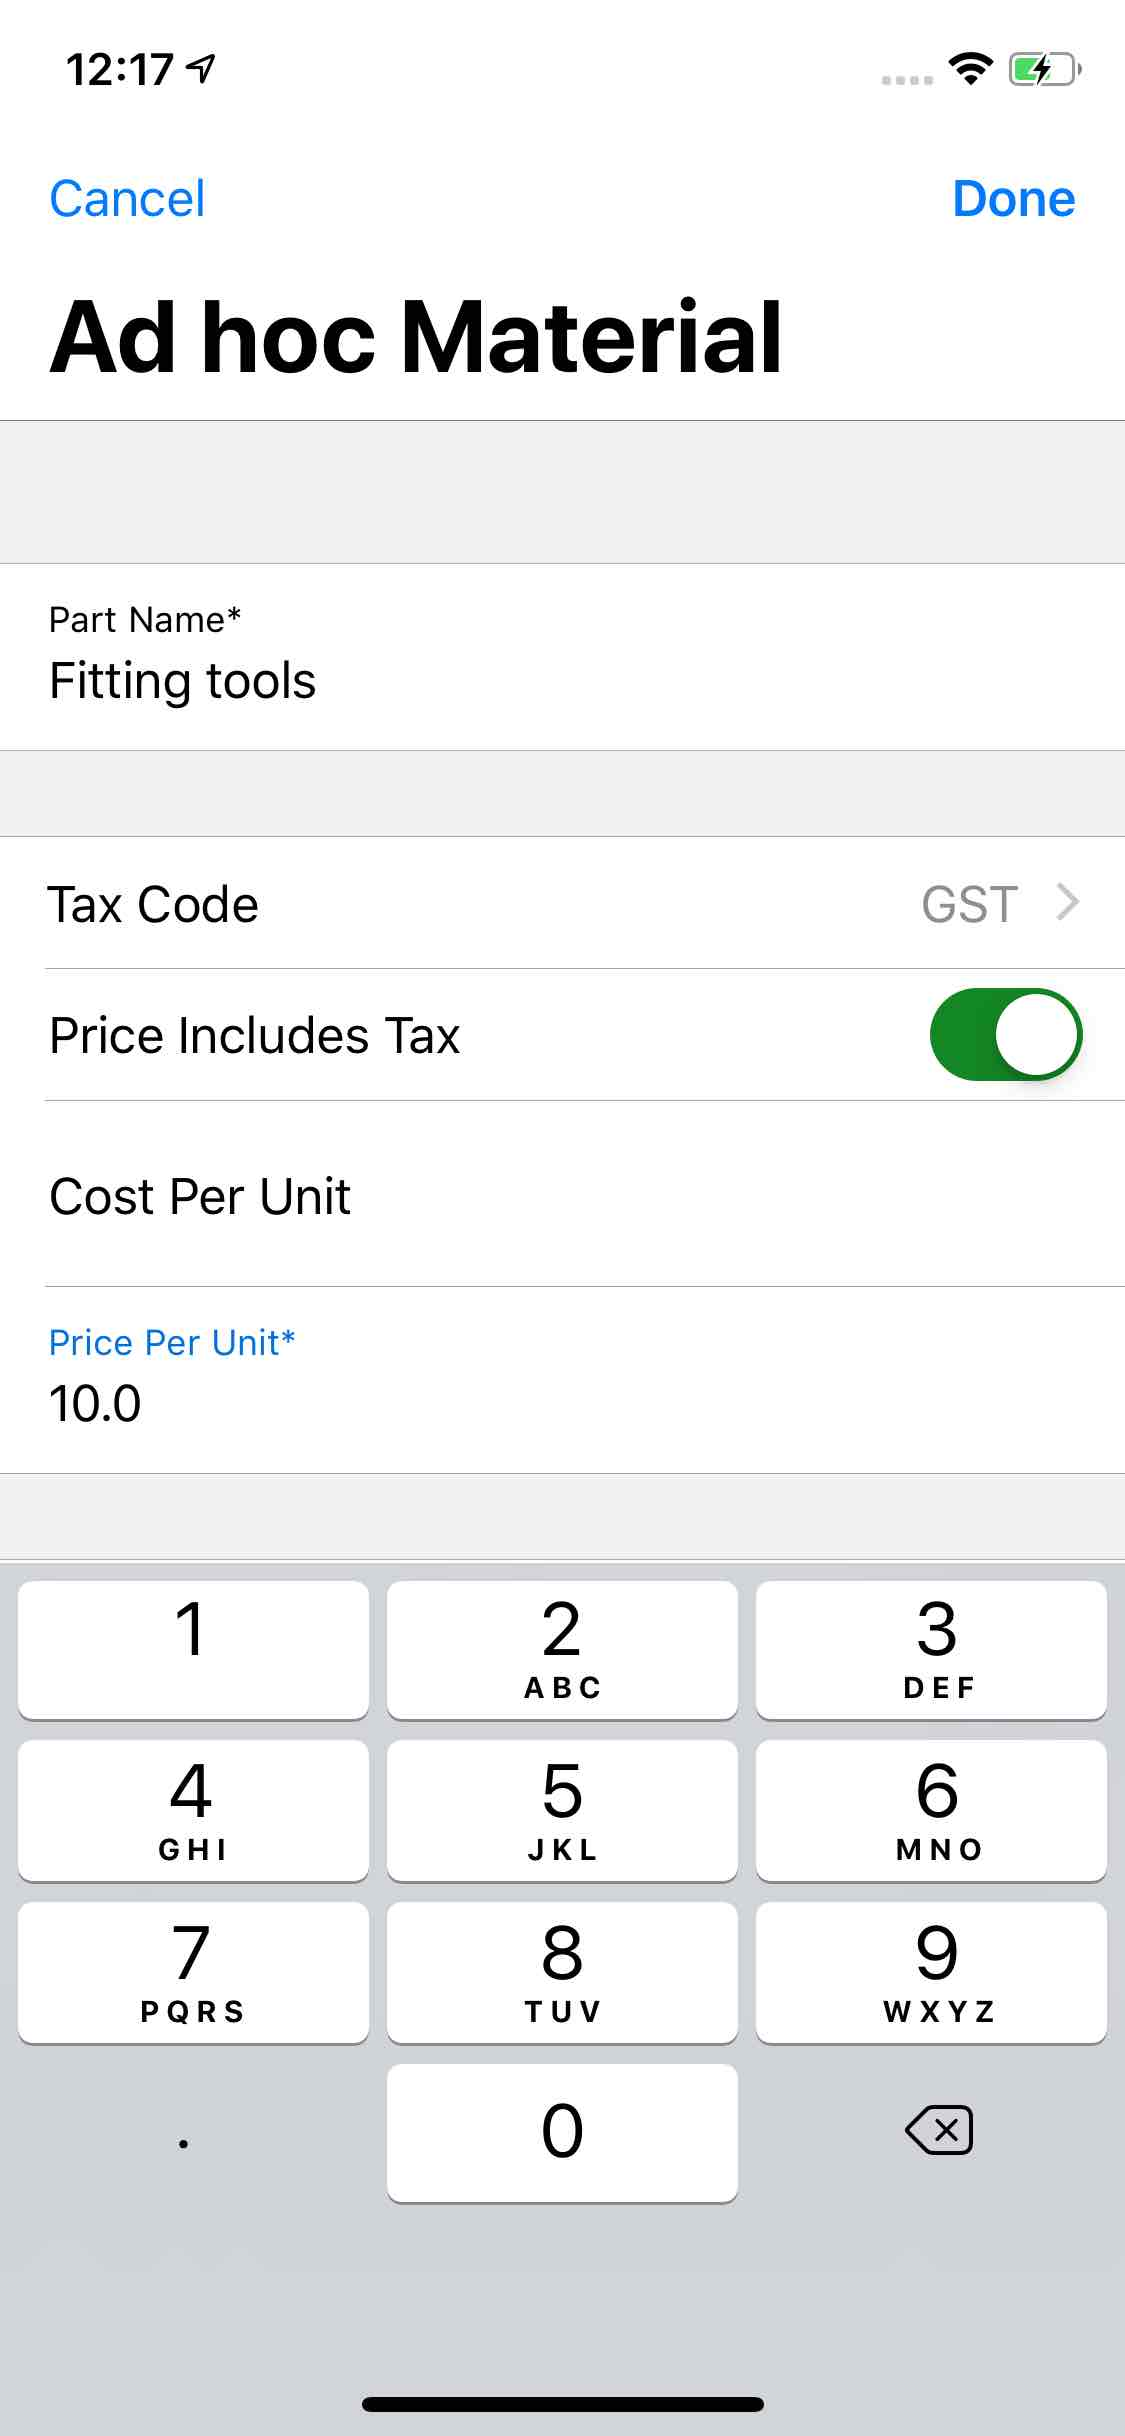 12:17
Cancel Done
Ad hoc Material
Part Name*
Fitting tools
Tax Code GST
Price Includes Tax
Cost Per Unit
Price Per Unit*
10.0
1 2 3
ABC DEF
4 5 6
GHI JKL MNO
7 8 9
PQRS TUV WXYZ
. 0